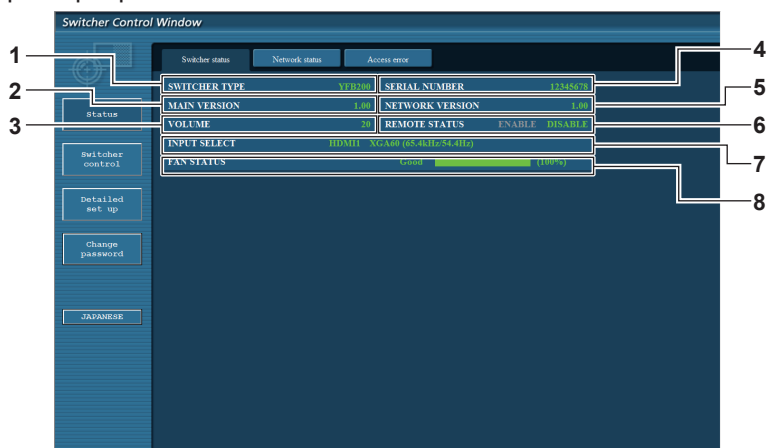 Switcher Control Window
Switcher status Network status Access error
1 4
SWITCHER TYPE YFB200 SERIAL NUMBER 12345678
2 5
MAIN VERSION 1.00 NETWORK VERSION 1.00
Status
3 6
VOLUME 20 REMOTE STATUS ENABLE DISABLE
INPUT SELECT HDMI1 XGA60 (65.4kHz/54.4Hz)
7
Switcher
control
FAN STATUS Good (100%)
8
Detailed
set up
Change
password
JAPANESE